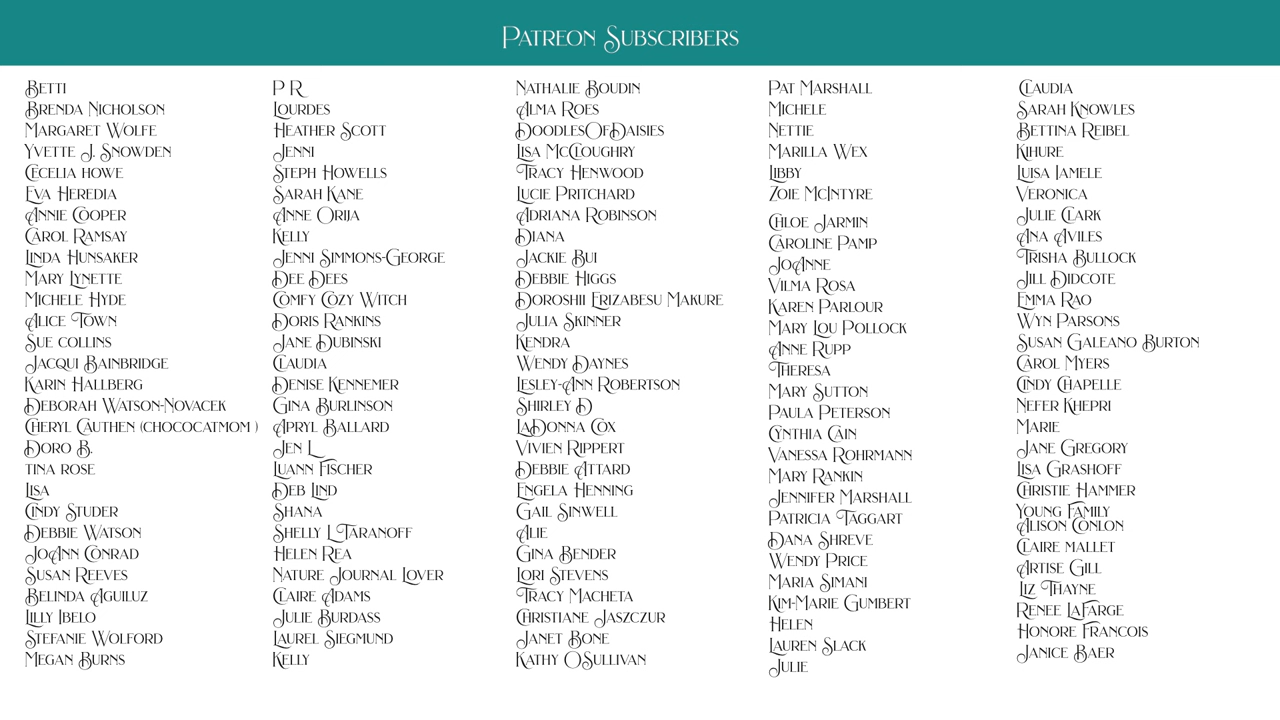 Patreon Subscribers
Betti
Brenda Nicholson
Margaret Wolfe
Yvette J. Snowden
Cecelia howe
Eva Heredia
Annie Cooper
Carol Ramsay
Linda Hunsaker
Mary Lynette
Michele Hyde
Alice Town
Sue collins
Jacqui Bainbridge
Karin Hallberg
Deborah Watson-Novacek
Cheryl Cauthen (chococatmom )
Doro B.
tina rose
Lisa
Cindy Studer
Debbie Watson
JoAnn Conrad
Susan Reeves
Belinda Aguiluz
Lilly Ibelo
Stefanie Wolford
Megan Burns
P R
Lourdes
Heather Scott
Jenni
Steph Howells
Sarah Kane
Anne Orija
Kelly
Jenni Simmons-George
Dee Dees
Comfy Cozy Witch
Doris Rankins
Jane Dubinski
Claudia
Denise Kennemer
Gina Burlinson
Apryl Ballard
Jen L
Luann Fischer
Deb Lind
Shana
Shelly L Taranoff
Helen Rea
Nature Journal Lover
Claire Adams
Julie Burdass
Laurel Siegmund
Kelly
Nathalie Boudin
Alma Roes
DoodlesOfDaisies
Lisa McCloughry
Tracy Henwood
Lucie Pritchard
Adriana Robinson
Diana
Jackie Bui
Debbie Higgs
Doroshii Erizabesu Makure
Julia Skinner
Kendra
Wendy Daynes
Lesley-Ann Robertson
Shirley D
LaDonna Cox
Vivien Rippert
Debbie Attard
Engela Henning
Gail Sinwell
Alie
Gina Bender
Lori Stevens
Tracy Macheta
Christiane Jaszczur
Janet Bone
Kathy OSullivan
Pat Marshall
Michele
Nettie
Marilla Wex
Libby
Zoie McIntyre
Chloe Jarmin
Caroline Pamp
JoAnne
Vilma Rosa
Karen Parlour
Mary Lou Pollock
Anne Rupp
Theresa
Mary Sutton
Paula Peterson
Cynthia Cain
Vanessa Rohrmann
Mary Rankin
Jennifer Marshall
Patricia Taggart
Dana Shreve
Wendy Price
Maria Simani
Kim-Marie Gumbert
Helen
Lauren Slack
Julie
Claudia
Sarah Knowles
Bettina Reibel
Kihure
Luisa Iamele
Veronica
Julie Clark
Ana Aviles
Trisha Bullock
Jill Didcote
Emma Rao
Wyn Parsons
Susan Galeano Burton
Carol Myers
Cindy Chapelle
Nefer Khepri
Marie
Jane Gregory
Lisa Grashoff
Christie Hammer
Young Family
Alison Conlon
Claire mallet
Artise Gill
Liz Thayne
Renee LaFarge
Honore Francois
Janice Baer